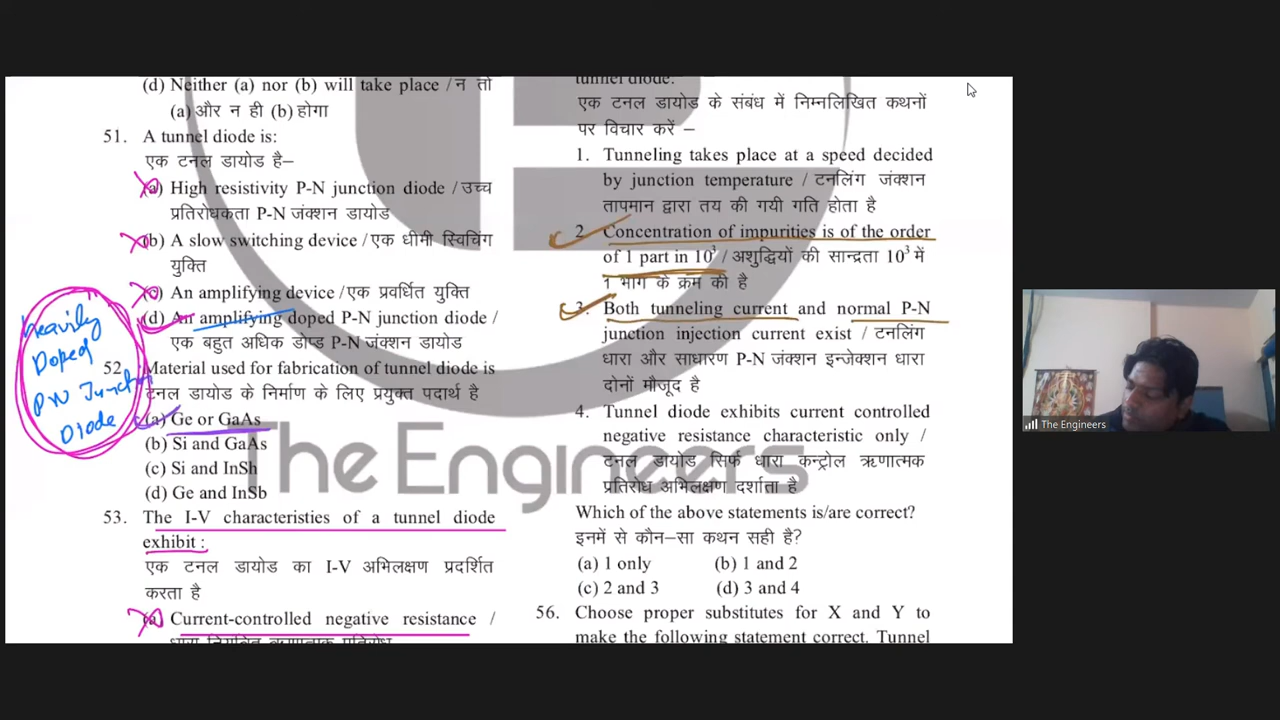 (d) Neither (a) nor (b) will take place / न तो
(a) और न ही (b) होगा
51. A tunnel diode is:
एक टनल डायोड है–
(a) High resistivity P-N junction diode / उच्च
प्रतिरोधकता P-N जंक्शन डायोड
(b) A slow switching device / एक धीमी स्विचिंग
युक्ति
(c) An amplifying device / एक प्रवर्धित युक्ति
(d) An amplifying doped P-N junction diode /
एक बहुत अधिक डोप्ड P-N जंक्शन डायोड
heavily
Doped
PN Junction
Diode
52. Material used for fabrication of tunnel diode is
टनल डायोड के निर्माण के लिए प्रयुक्त पदार्थ है
(a) Ge or GaAs
(b) Si and GaAs
(c) Si and InSh
(d) Ge and InSb
53. The I-V characteristics of a tunnel diode
exhibit :
एक टनल डायोड का I-V अभिलक्षण प्रदर्शित
करता है
(a) Current-controlled negative resistance /
धारा नियंत्रित ऋणात्मक प्रतिरोध
tunnel diode.
एक टनल डायोड के संबंध में निम्नलिखित कथनों
पर विचार करें –
1. Tunneling takes place at a speed decided
by junction temperature / टनलिंग जंक्शन
तापमान द्वारा तय की गयी गति होता है
2 Concentration of impurities is of the order
of 1 part in 10³ / अशुद्धियों की सान्द्रता 10³ में
1 भाग के क्रम की है
3. Both tunneling current and normal P-N
junction injection current exist / टनलिंग
धारा और साधारण P-N जंक्शन इन्जेक्शन धारा
दोनों मौजूद है
4. Tunnel diode exhibits current controlled
negative resistance characteristic only /
टनल डायोड सिर्फ धारा कन्ट्रोल ऋणात्मक
प्रतिरोध अभिलक्षण दर्शाता है
Which of the above statements is/are correct?
इनमें से कौन–सा कथन सही है?
(a) 1 only (b) 1 and 2
(c) 2 and 3 (d) 3 and 4
56. Choose proper substitutes for X and Y to
make the following statement correct. Tunnel
The Engineers
The Engineers